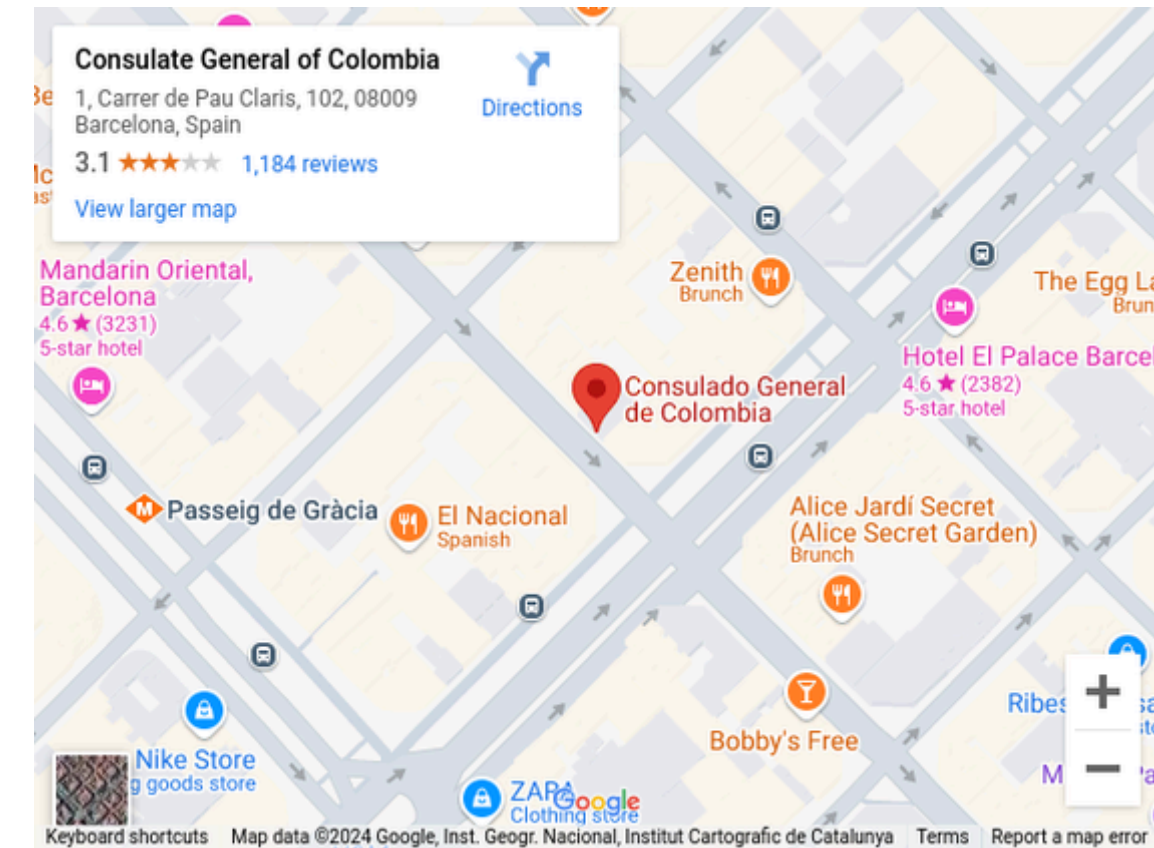 Consulate General of Colombia
1, Carrer de Pau Claris, 102, 08009
Barcelona, Spain
3.1 ★★★★★ 1,184 reviews
View larger map
Directions
Mandarin Oriental,
Barcelona
4.6 ★ (3231)
5-star hotel
Zenith
Brunch
The Egg
Hotel El Palace
4.6 ★ (2382)
5-star hotel
Consulado General
de Colombia
M Passeig de Gràcia
El Nacional
Spanish
Alice Jardí Secret
(Alice Secret Garden)
Brunch
Bobby's Free
Nike Store
goods store
ZARA
Clothing store
Google
+
−
Keyboard shortcuts Map data ©2024 Google, Inst. Geogr. Nacional, Institut Cartografic de Catalunya Terms Report a map error